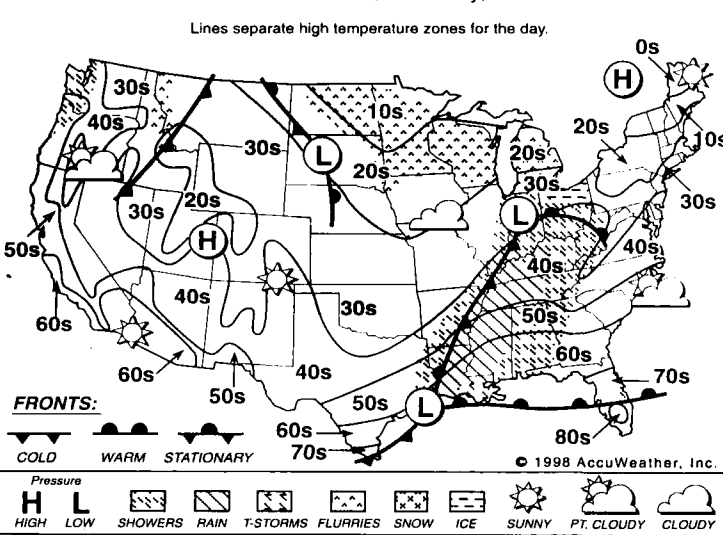 Lines separate high temperature zones for the day.
0s
H
30s
10s
40s
20s
10s
30s
L
20s
20s
30s
30s
20s
30s
L
50s
H
40s
40s
40s
30s
50s
60s
60s
60s
40s
50s
50s
L
70s
60s
70s
80s
FRONTS:
COLD WARM STATIONARY
© 1998 AccuWeather, Inc.
Pressure
H L
HIGH LOW SHOWERS RAIN T-STORMS FLURRIES SNOW ICE SUNNY PT. CLOUDY CLOUDY